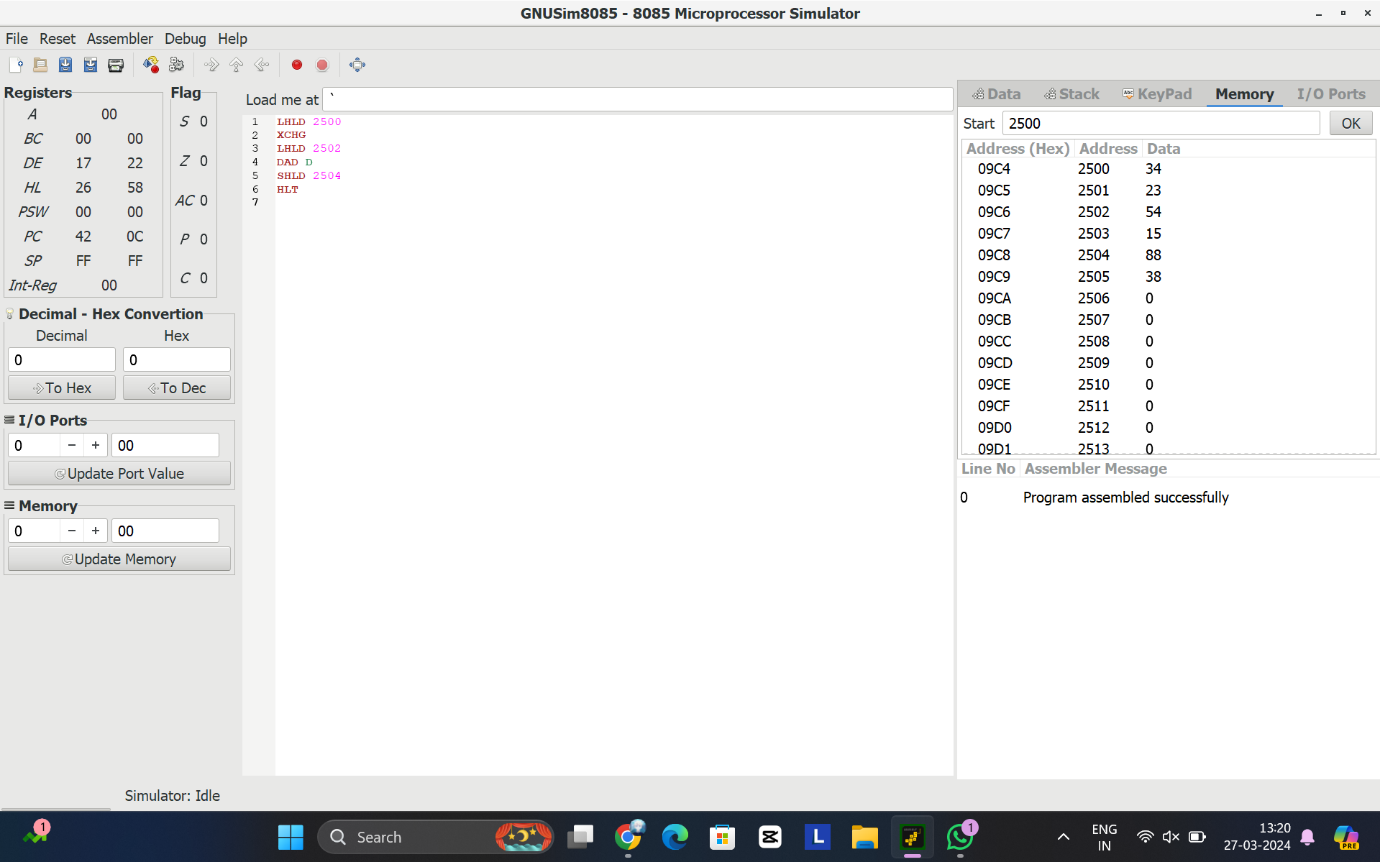 GNUSim8085 - 8085 Microprocessor Simulator
File Reset Assembler Debug Help
Registers
A 00
BC 00 00
DE 17 22
HL 26 58
PSW 00 00
PC 42 0C
SP FF FF
Int-Reg 00
Flag
S 0
Z 0
AC 0
P 0
C 0
Decimal - Hex Convertion
Decimal Hex
0 0
To Hex To Dec
I/O Ports
0 - + 00
Update Port Value
Memory
0 - + 00
Update Memory
Load me at `
1 LHLD 2500
2 XCHG
3 LHLD 2502
4 DAD D
5 SHLD 2504
6 HLT
7
Data Stack KeyPad Memory I/O Ports
Start 2500 OK
Address (Hex) Address Data
09C4 2500 34
09C5 2501 23
09C6 2502 54
09C7 2503 15
09C8 2504 88
09C9 2505 38
09CA 2506 0
09CB 2507 0
09CC 2508 0
09CD 2509 0
09CE 2510 0
09CF 2511 0
09D0 2512 0
09D1 2513 0
Line No Assembler Message
0 Program assembled successfully
Simulator: Idle
1
Search
L
1
ENG
IN
13:20
27-03-2024
PRE